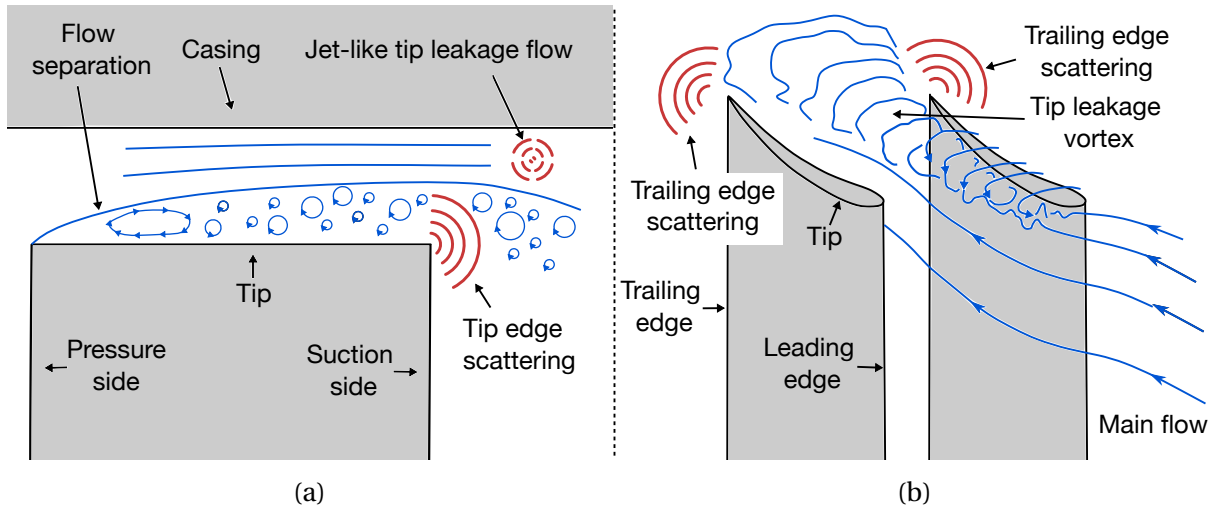 Flow
separation
Casing
Jet-like tip leakage flow
Tip
Tip edge
scattering
Pressure
side
Suction
side
(a)
Trailing edge
scattering
Tip leakage
vortex
Trailing edge
scattering
Tip
Trailing
edge
Leading
edge
Main flow
(b)